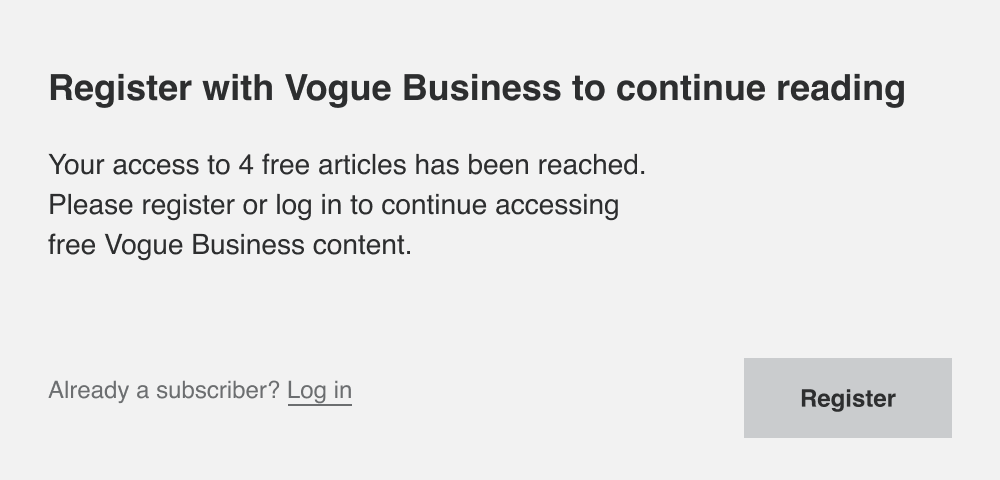 Register with Vogue Business to continue reading
Your access to 4 free articles has been reached.
Please register or log in to continue accessing
free Vogue Business content.
Already a subscriber? Log in
Register